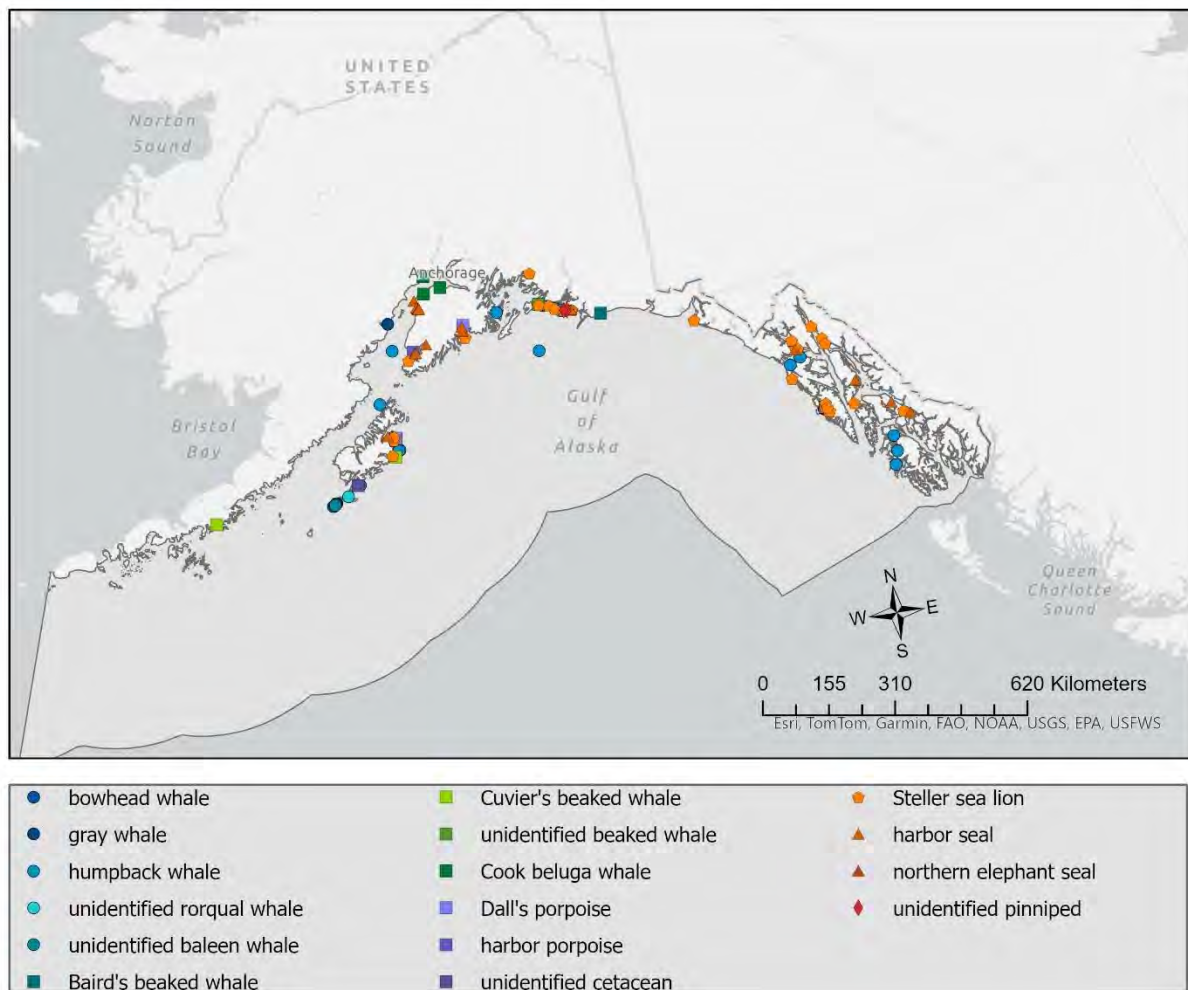 UNITED
STATES
Norton
Sound
Anchorage
Gulf
of
Alaska
Bristol
Bay
Queen
Charlotte
Sound
N
W E
S
0 155 310 620 Kilometers
Esri, TomTom, Garmin, FAO, NOAA, USGS, EPA, USFWS
bowhead whale
gray whale
humpback whale
unidentified rorqual whale
unidentified baleen whale
Baird's beaked whale
Cuvier's beaked whale
unidentified beaked whale
Cook beluga whale
Dall's porpoise
harbor porpoise
unidentified cetacean
Steller sea lion
harbor seal
northern elephant seal
unidentified pinniped